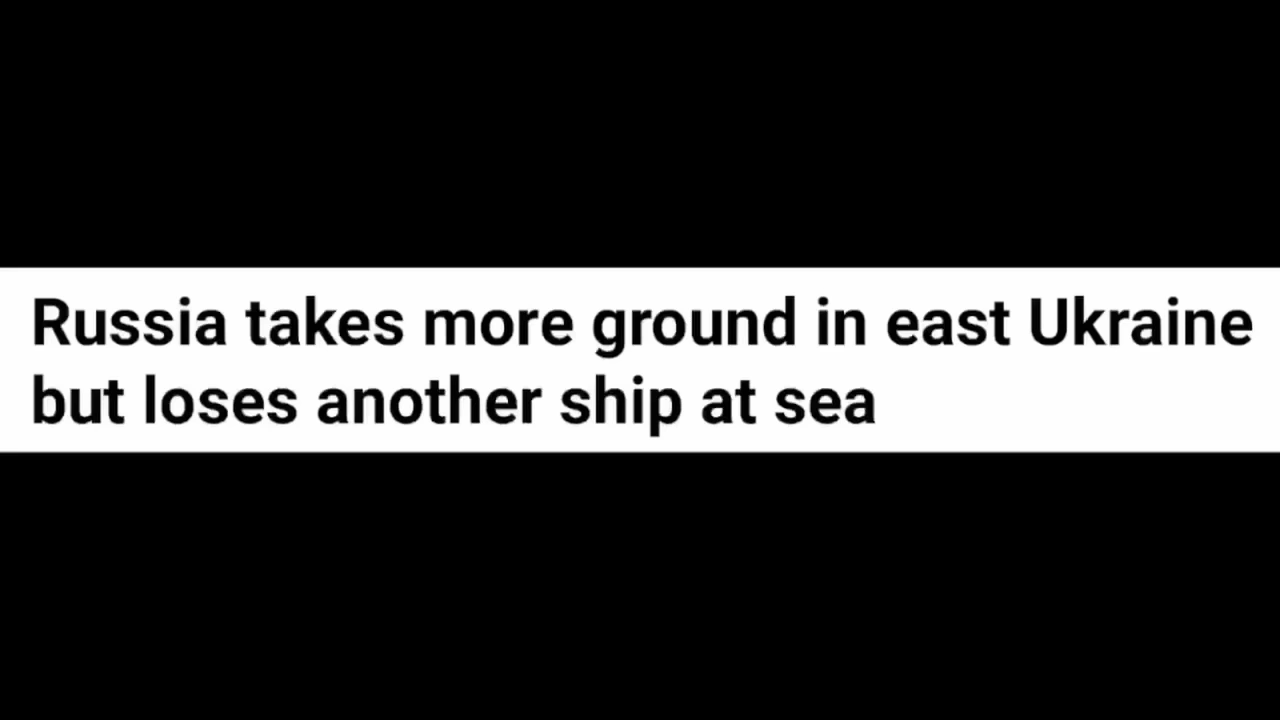 Russia takes more ground in east Ukraine
but loses another ship at sea